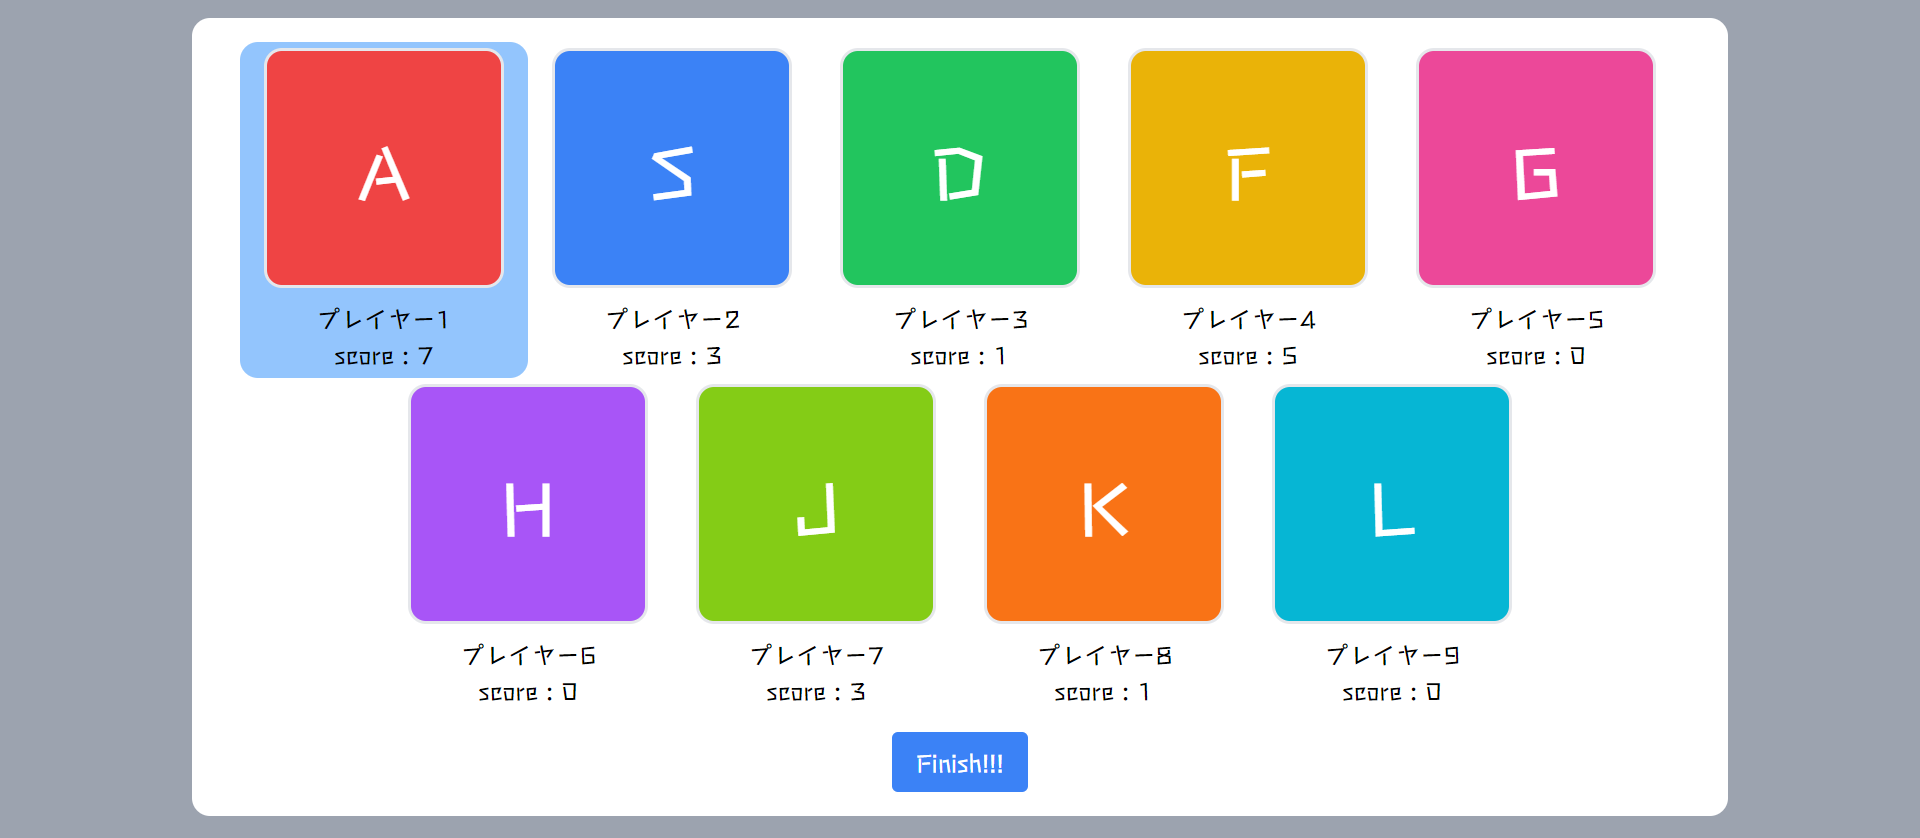 A
プレイヤー1
score : 7
S
プレイヤー2
score : 3
D
プレイヤー3
score : 1
F
プレイヤー4
score : 5
G
プレイヤー5
score : 0
H
プレイヤー6
score : 0
J
プレイヤー7
score : 3
K
プレイヤー8
score : 1
L
プレイヤー9
score : 0
Finish!!!